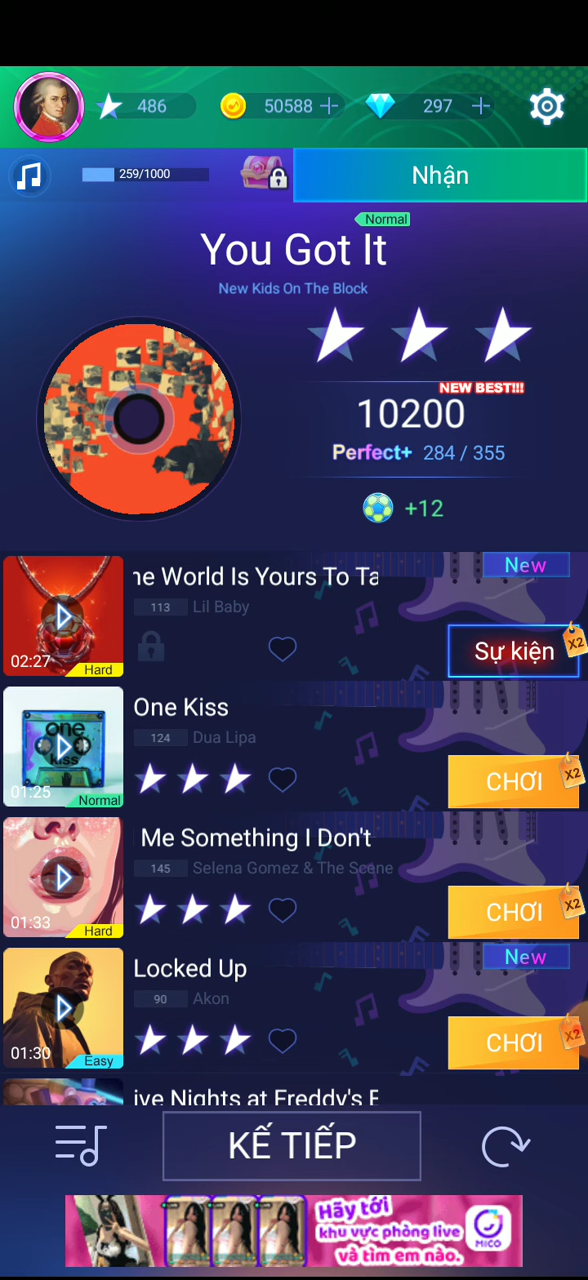 486
50588
297
259/1000
Nhận
Normal
You Got It
New Kids On The Block
NEW BEST!!!
10200
Perfect+ 284 / 355
+12
New
ne World Is Yours To Ta
113 Lil Baby
02:27
Hard
Sự kiện
X2
One Kiss
124 Dua Lipa
one
kiss
01:25
Normal
CHƠI
X2
Me Something I Don't
145 Selena Gomez & The Scene
01:33
Hard
CHƠI
X2
New
Locked Up
90 Akon
01:30
Easy
CHƠI
X2
ive Nights at Freddy's F
KẾ TIẾP
Hãy tới
khu vực phòng live
và tìm em nào.
MICO